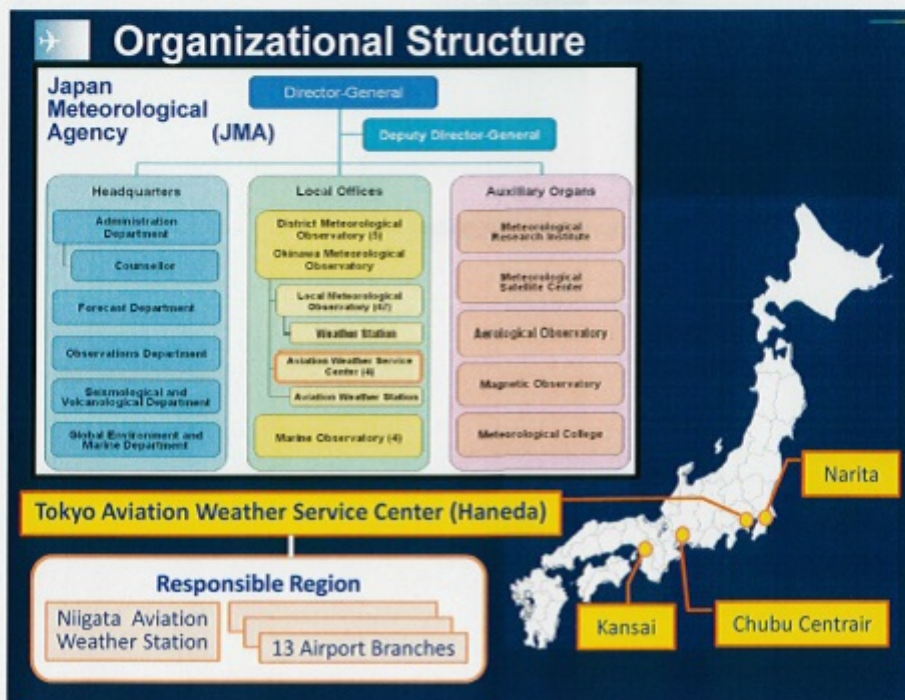 Organizational Structure
Japan
Meteorological
Agency (JMA)
Director-General
Deputy Director-General
Headquarters
Administration
Department
Counsellor
Forecast Department
Observations Department
Seismological and
Volcanological Department
Global Environment and
Marine Department
Local Offices
District Meteorological
Observatory (5)
Okinawa Meteorological
Observatory
Local Meteorological
Observatory (47)
Weather Station
Aviation Weather Service
Center (4)
Aviation Weather Station
Marine Observatory (4)
Auxiliary Organs
Meteorological
Research Institute
Meteorological
Satellite Center
Aerological Observatory
Magnetic Observatory
Meteorological College
Tokyo Aviation Weather Service Center (Haneda)
Responsible Region
Niigata Aviation
Weather Station
13 Airport Branches
Narita
Kansai
Chubu Centrair